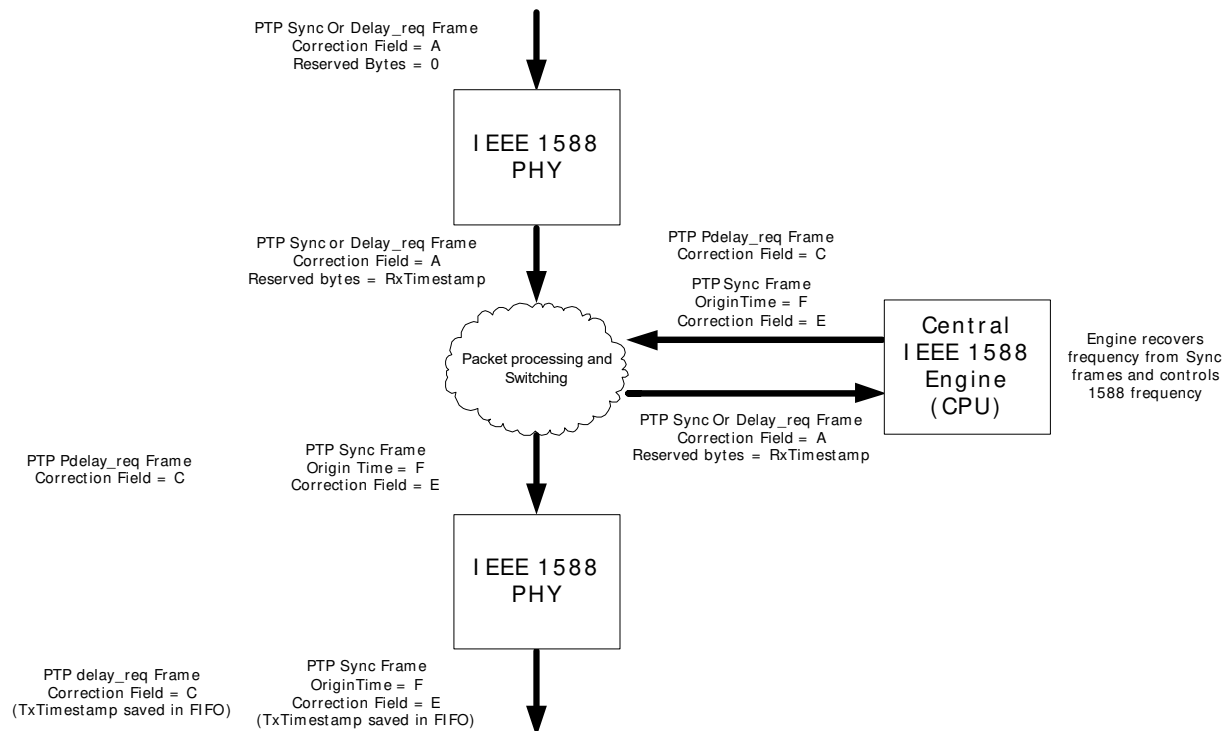 PTP Sync Or Delay_req Frame
Correction Field = A
Reserved Bytes = 0
IEEE 1588
PHY
PTP Sync or Delay_req Frame
Correction Field = A
Reserved bytes = RxTimestamp
PTP Pdelay_req Frame
Correction Field = C
PTP Sync Frame
OriginTime = F
Correction Field = E
Packet processing and
Switching
Central
IEEE 1588
Engine
(CPU)
Engine recovers
frequency from Sync
frames and controls
1588 frequency
PTP Sync Or Delay_req Frame
Correction Field = A
Reserved bytes = RxTimestamp
PTP Pdelay_req Frame
Correction Field = C
PTP Sync Frame
Origin Time = F
Correction Field = E
IEEE 1588
PHY
PTP delay_req Frame
Correction Field = C
(TxTimestamp saved in FIFO)
PTP Sync Frame
OriginTime = F
Correction Field = E
(TxTimestamp saved in FIFO)